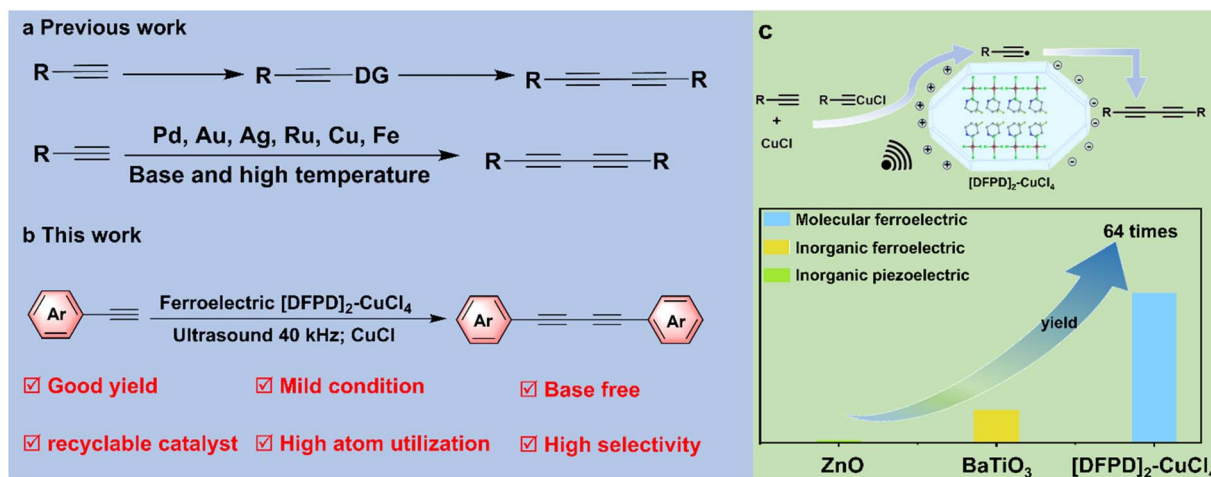 a Previous work
R
R
DG
R
R
R
Pd, Au, Ag, Ru, Cu, Fe
Base and high temperature
R
R
b This work
Ar
Ferroelectric [DFPD]₂-CuCl₄
Ultrasound 40 kHz; CuCl
Ar
Ar
☑ Good yield
☑ Mild condition
☑ Base free
☑ recyclable catalyst
☑ High atom utilization
☑ High selectivity
c
R
R
R
CuCl
+
CuCl
R
R
[DFPD]₂-CuCl₄
Molecular ferroelectric
Inorganic ferroelectric
Inorganic piezoelectric
64 times
yield
ZnO
BaTiO₃
[DFPD]₂-CuCl